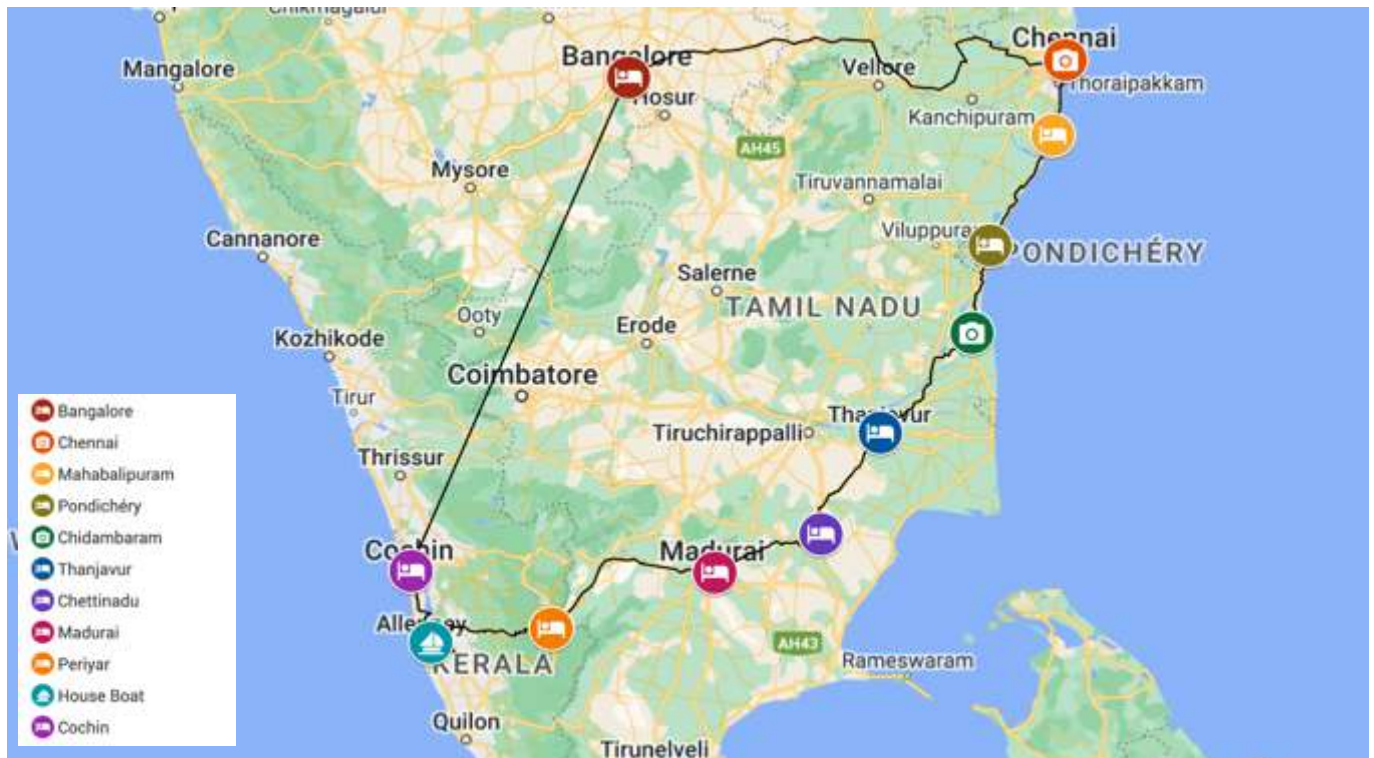 Mangalore
Bangalore
Hosur
Vellore
Chennai
Thoraipakkam
Kanchipuram
AH45
Mysore
Tiruvannamalai
Cannanore
PONDICHÉRY
Salerne
TAMIL NADU
Ooty
Erode
Kozhikode
Coimbatore
Tirur
Thanjavur
Tiruchirappalli
Thrissur
Cochin
Madurai
AH43
KERALA
Rameswaram
Quilon
Tirunelveli
Bangalore
Chennai
Mahabalipuram
Pondichéry
Chidambaram
Thanjavur
Chettinadu
Madurai
Periyar
House Boat
Cochin